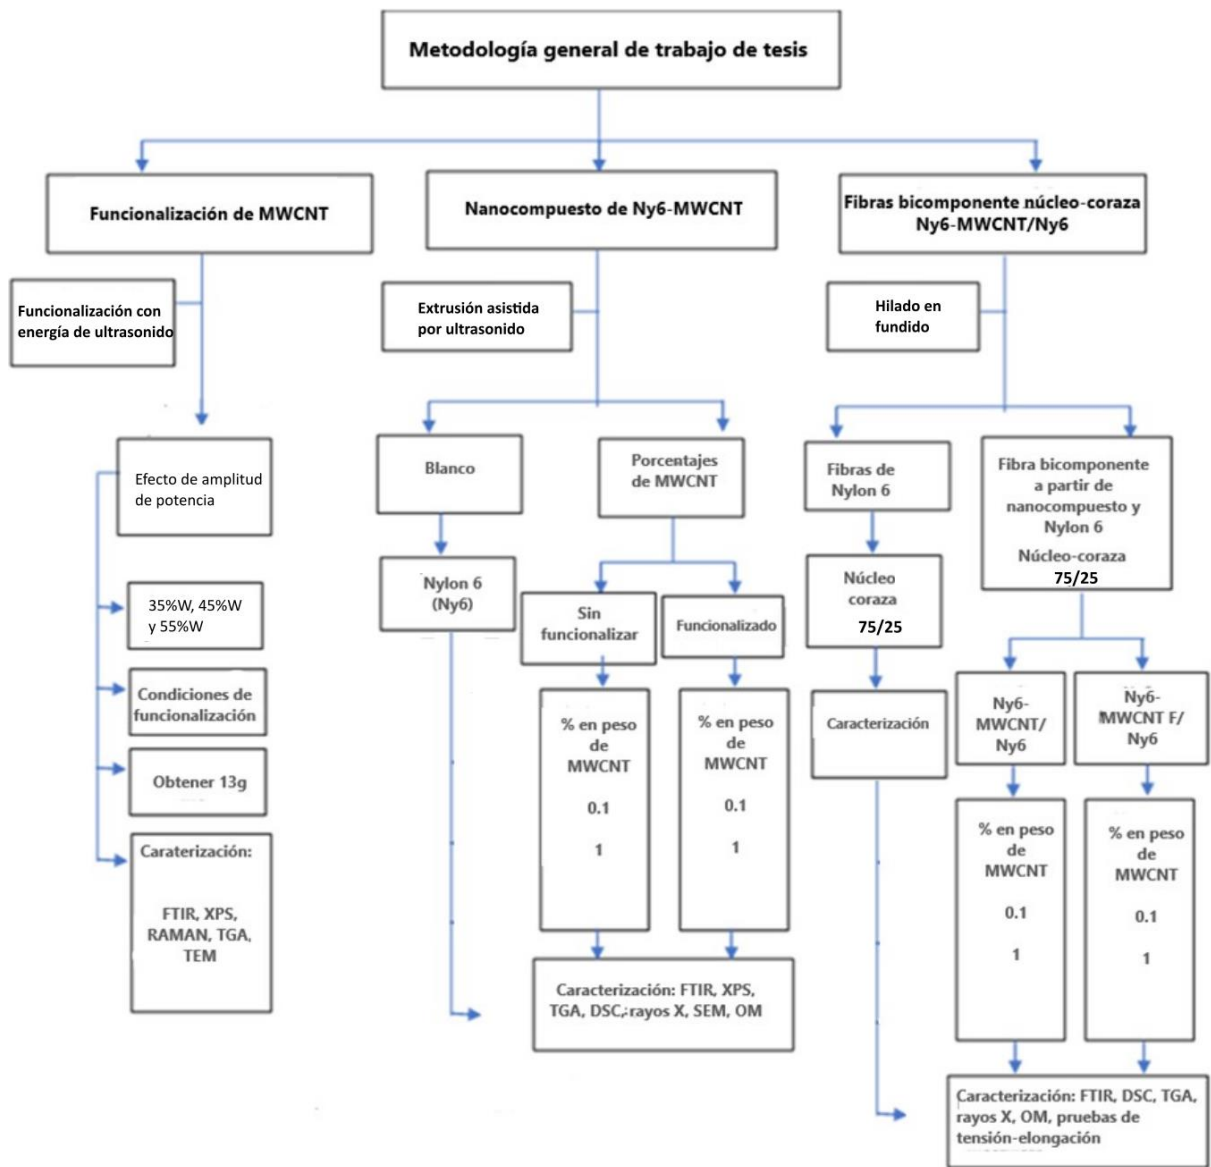 Metodología general de trabajo de tesis
Funcionalización de MWCNT
Funcionalización con
energía de ultrasonido
Efecto de amplitud
de potencia
35%W, 45%W
y 55%W
Condiciones de
funcionalización
Obtener 13g
Caraterización:
FTIR, XPS,
RAMAN, TGA,
TEM
Nanocompuesto de Ny6-MWCNT
Extrusión asistida
por ultrasonido
Blanco
Nylon 6
(Ny6)
Porcentajes
de MWCNT
Sin
funcionalizar
Funcionalizado
% en peso
de
MWCNT
0.1
1
% en peso
de
MWCNT
0.1
1
Caracterización: FTIR, XPS,
TGA, DSC,:rayos X, SEM, OM
Fibras bicomponente núcleo-coraza
Ny6-MWCNT/Ny6
Hilado en
fundido
Fibras de
Nylon 6
Núcleo
coraza
75/25
Caracterización
Fibra bicomponente
a partir de
nanocompuesto y
Nylon 6
Núcleo-coraza
75/25
Ny6-
MWCNT/
Ny6
Ny6-
MWCNT F/
Ny6
% en peso
de
MWCNT
0.1
1
% en peso
de
MWCNT
0.1
1
Caracterización: FTIR, DSC, TGA,
rayos X, OM, pruebas de
tensión-elongación